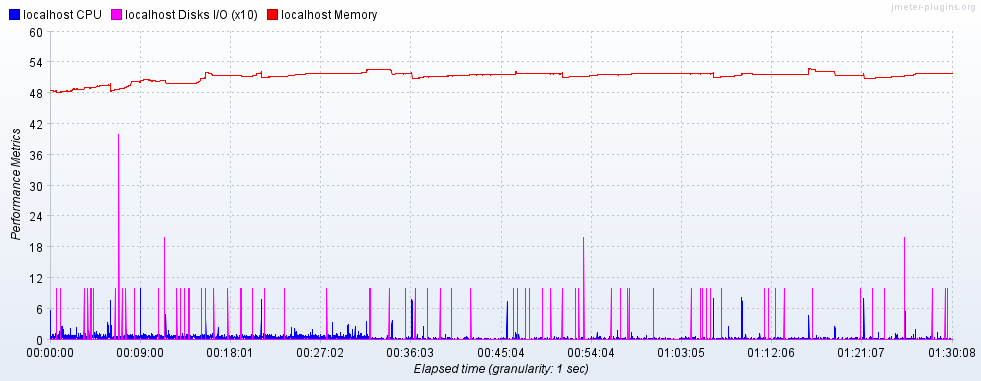 jmeter-plugins.org
localhost CPU localhost Disks I/O (x10) localhost Memory
60
54
48
42
36
30
24
18
12
6
0
Performance Metrics
00:00:00 00:09:00 00:18:01 00:27:02 00:36:03 00:45:04 00:54:04 01:03:05 01:12:06 01:21:07 01:30:08
Elapsed time (granularity: 1 sec)